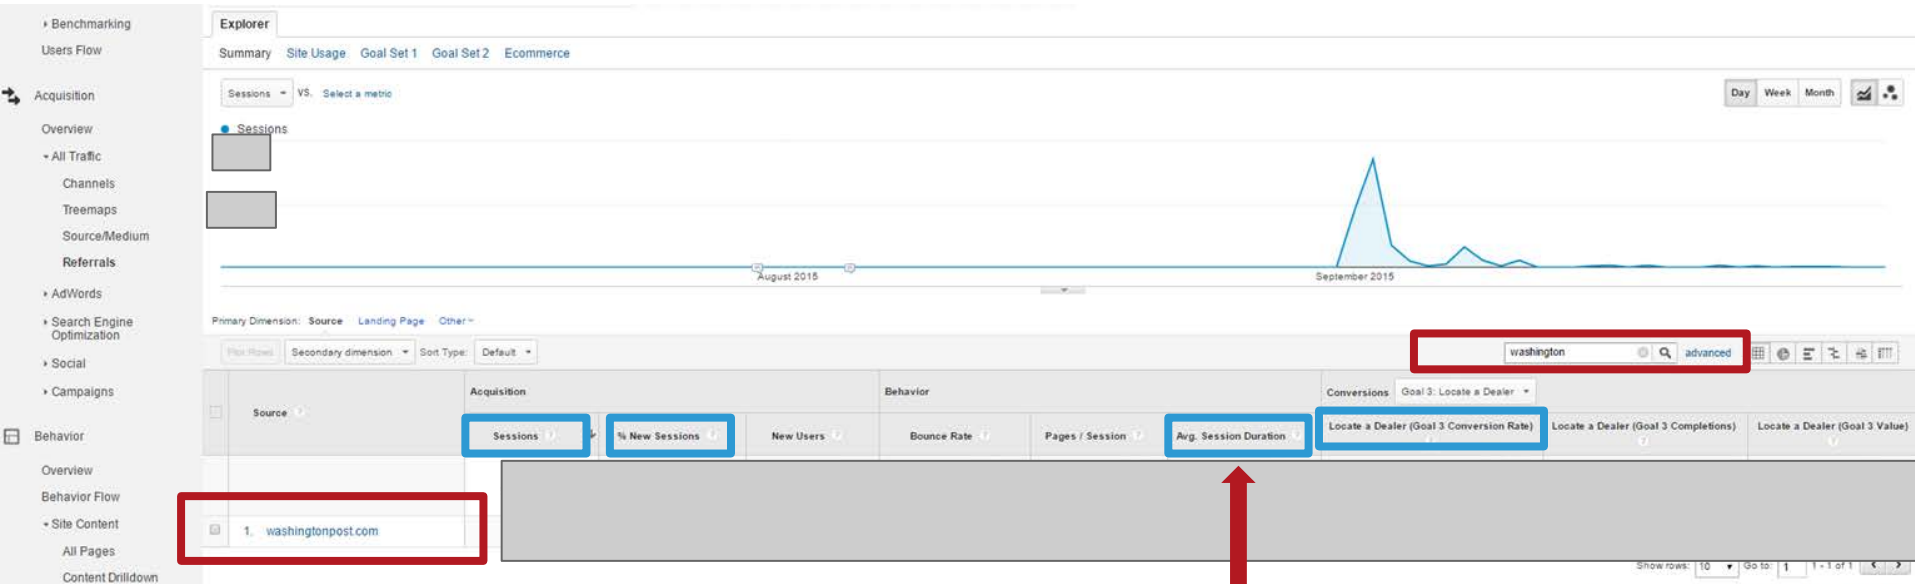 Benchmarking
Users Flow
Acquisition
Overview
All Traffic
Channels
Treemaps
Source/Medium
Referrals
AdWords
Search Engine
Optimization
Social
Campaigns
Behavior
Overview
Behavior Flow
Site Content
All Pages
Content Drilldown
Explorer
Summary Site Usage Goal Set 1 Goal Set 2 Ecommerce
Sessions VS. Select a metric
Day Week Month
Sessions
August 2015 September 2015
Primary Dimension: Source Landing Page Other
Plot Rows Secondary dimension Sort Type: Default washington advanced
Source
Acquisition Behavior Conversions Goal 3: Locate a Dealer
Sessions % New Sessions New Users Bounce Rate Pages / Session Avg. Session Duration Locate a Dealer (Goal 3 Conversion Rate) Locate a Dealer (Goal 3 Completions) Locate a Dealer (Goal 3 Value)
1. washingtonpost.com
Show rows: 10 Go to: 1 1 - 1 of 1